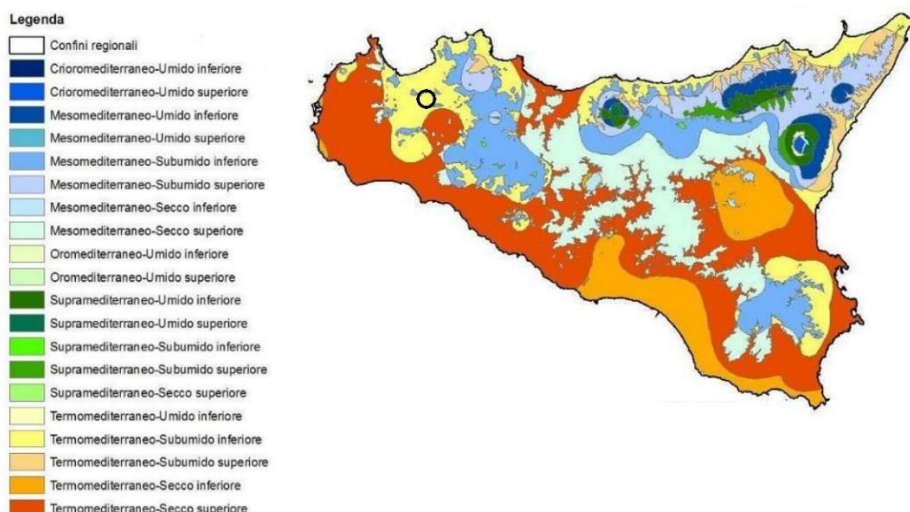 Legenda
Confini regionali
Crioromediterraneo-Umido inferiore
Crioromediterraneo-Umido superiore
Mesomediterraneo-Umido inferiore
Mesomediterraneo-Umido superiore
Mesomediterraneo-Subumido inferiore
Mesomediterraneo-Subumido superiore
Mesomediterraneo-Secco inferiore
Mesomediterraneo-Secco superiore
Oromediterraneo-Umido inferiore
Oromediterraneo-Umido superiore
Supramediterraneo-Umido inferiore
Supramediterraneo-Umido superiore
Supramediterraneo-Subumido inferiore
Supramediterraneo-Subumido superiore
Supramediterraneo-Secco superiore
Termomediterraneo-Umido inferiore
Termomediterraneo-Subumido inferiore
Termomediterraneo-Subumido superiore
Termomediterraneo-Secco inferiore
Termomediterraneo-Secco superiore